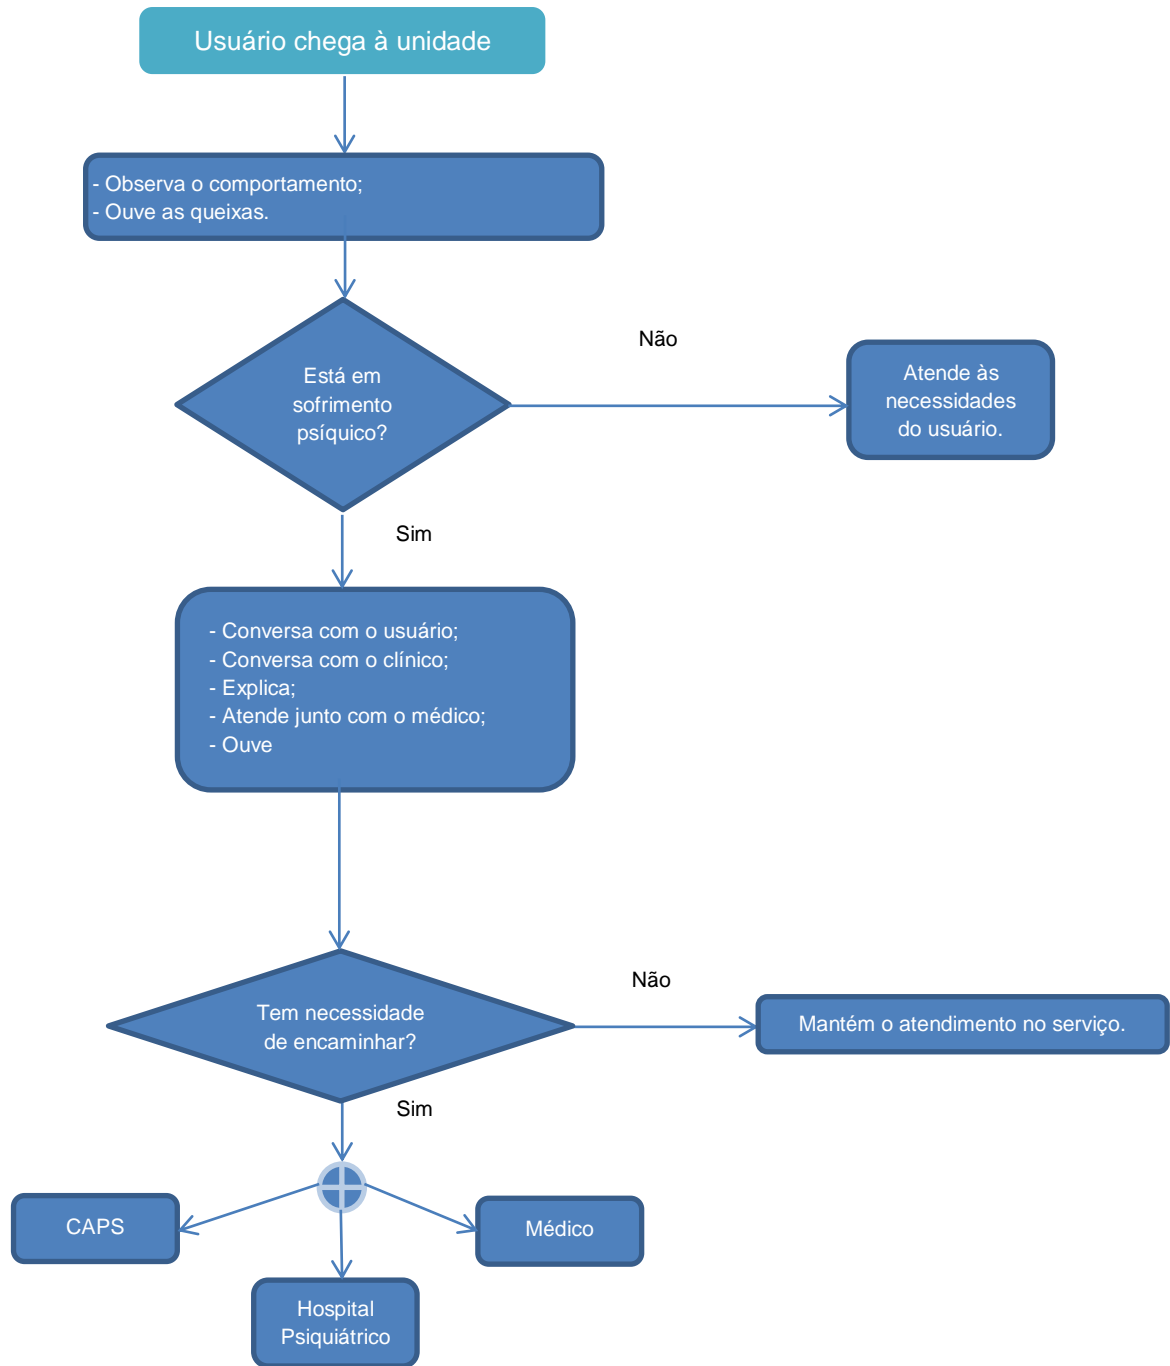 Usuário chega à unidade
- Observa o comportamento;
- Ouve as queixas.
Não
Está em
sofrimento
psíquico?
Atende às
necessidades
do usuário.
Sim
- Conversa com o usuário;
- Conversa com o clínico;
- Explica;
- Atende junto com o médico;
- Ouve
Não
Tem necessidade
de encaminhar?
Mantém o atendimento no serviço.
Sim
CAPS
Médico
Hospital
Psiquiátrico